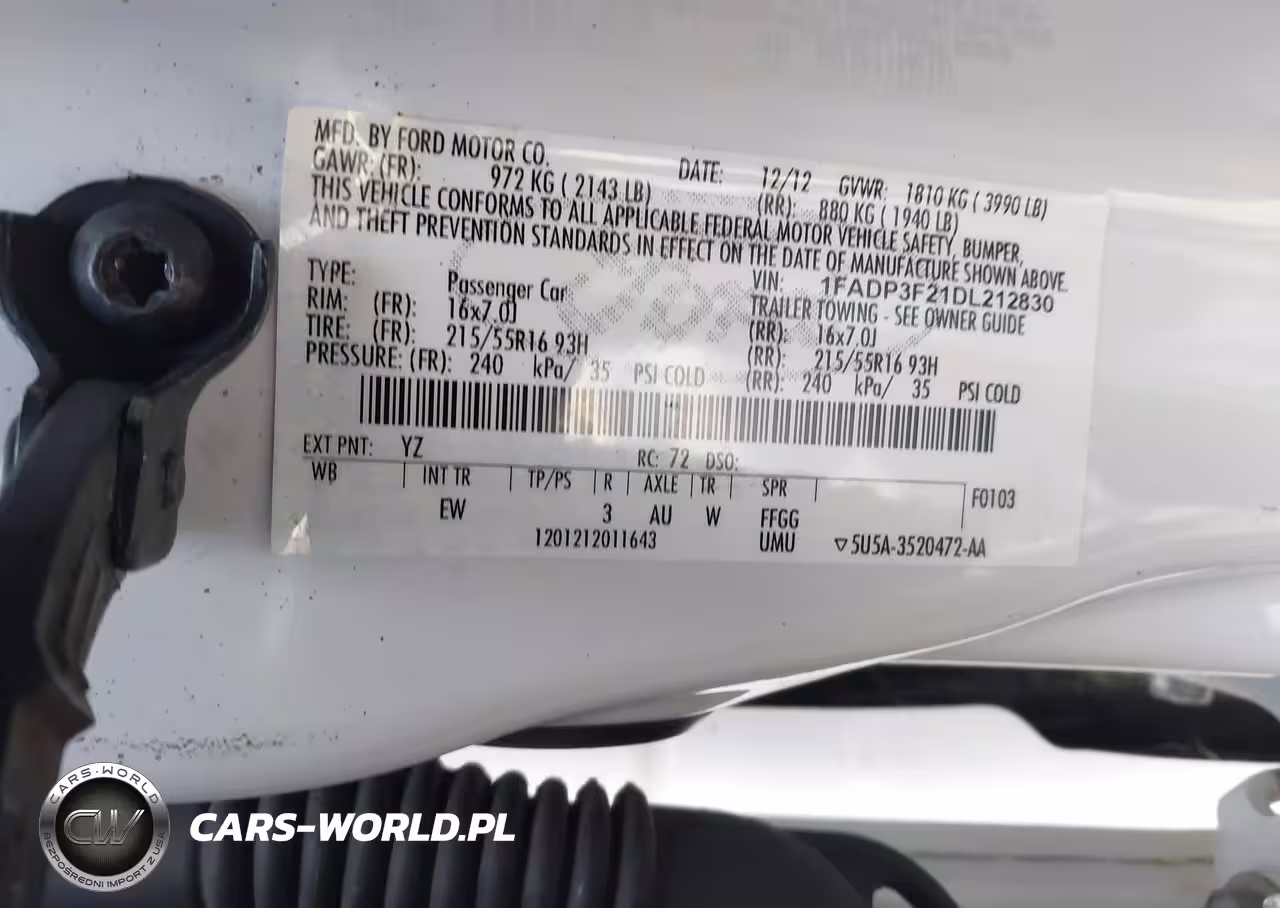 MFD. BY FORD MOTOR CO. DATE: 12/12 GVWR: 1810 KG ( 3990 LB)
GAWR: (FR): 972 KG ( 2143 LB) (RR): 880 KG ( 1940 LB)
THIS VEHICLE CONFORMS TO ALL APPLICABLE FEDERAL MOTOR VEHICLE SAFETY, BUMPER,
AND THEFT PREVENTION STANDARDS IN EFFECT ON THE DATE OF MANUFACTURE SHOWN ABOVE.
VIN: 1FADP3F21DL212830
TYPE: Passenger Car TRAILER TOWING - SEE OWNER GUIDE
RIM: (FR): 16x7.0J (RR): 16x7.0J
TIRE: (FR): 215/55R16 93H (RR): 215/55R16 93H
PRESSURE: (FR): 240 kPa/ 35 PSI COLD (RR): 240 kPa/ 35 PSI COLD
EXT PNT: YZ RC: 72 DSO:
WB INT TR TP/PS R AXLE TR SPR F0103
EW 3 AU W FFGG
1201212011643 UMU ▽5U5A-3520472-AA
CARS-WORLD
CW
BEZPOŚREDNI IMPORT Z USA
CARS-WORLD.PL